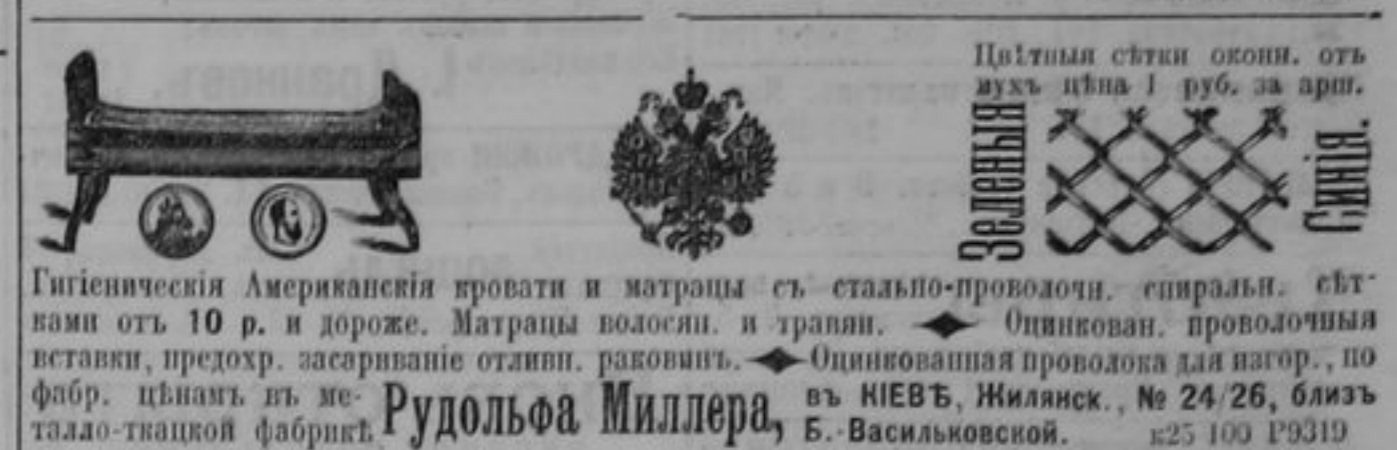 Цвѣтныя сѣтки оконн. отъ
мухъ цѣна 1 руб. за арш.
Зеленыя
Синія.
Гигіеническія Американскія кровати и матрацы съ стально-проволочн. спиральн. сѣт-
ками отъ 10 р. и дороже. Матрацы волосян. и травян. Оцинкован. проволочныя
вставки, предохр. засариваніе отливн. раковинъ. Оцинкованная проволока для изгор., по
фабр. цѣнамъ въ ме-
талло-ткацкой фабрикѣ
Рудольфа Миллера,
въ КІЕВѢ, Жилянск., № 24/26, близъ
Б.-Васильковской. к25 100 Р9319